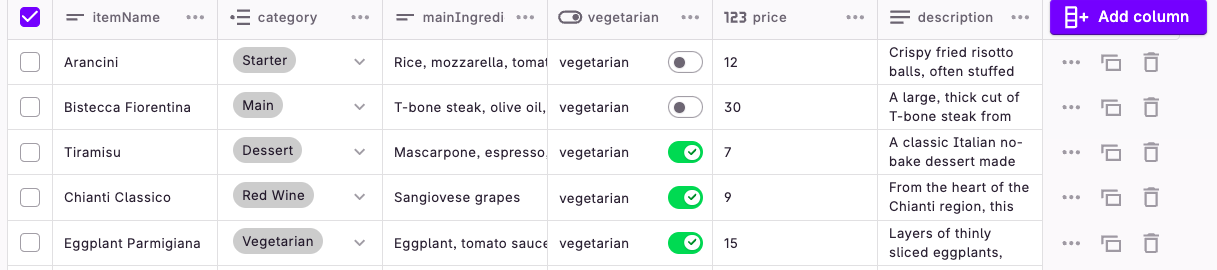 itemName category mainIngredi vegetarian 123 price description Add column
Arancini Starter Rice, mozzarella, tomat vegetarian 12 Crispy fried risotto
balls, often stuffed
Bistecca Fiorentina Main T-bone steak, olive oil, vegetarian 30 A large, thick cut of
T-bone steak from
Tiramisu Dessert Mascarpone, espresso, vegetarian 7 A classic Italian no-
bake dessert made
Chianti Classico Red Wine Sangiovese grapes vegetarian 9 From the heart of the
Chianti region, this
Eggplant Parmigiana Vegetarian Eggplant, tomato sauce vegetarian 15 Layers of thinly
sliced eggplants,